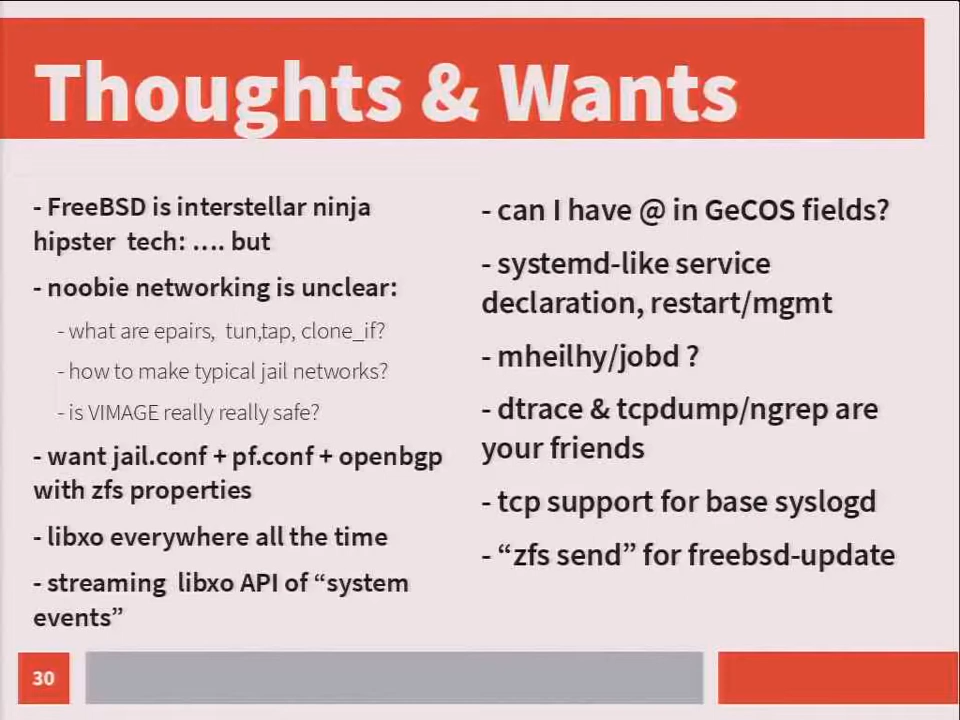 Thoughts & Wants
- FreeBSD is interstellar ninja
hipster tech: .... but
- noobie networking is unclear:
- what are epairs, tun,tap, clone_if?
- how to make typical jail networks?
- is VIMAGE really really safe?
- want jail.conf + pf.conf + openbgp
with zfs properties
- libxo everywhere all the time
- streaming libxo API of “system
events”
- can I have @ in GeCOS fields?
- systemd-like service
declaration, restart/mgmt
- mheilhy/jobd ?
- dtrace & tcpdump/ngrep are
your friends
- tcp support for base syslogd
- “zfs send” for freebsd-update
30